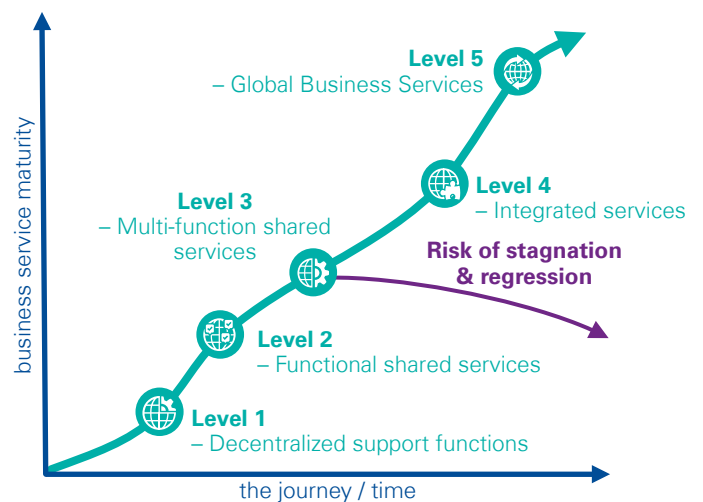 Level 5
– Global Business Services
Level 4
– Integrated services
Level 3
– Multi-function shared
services
Risk of stagnation
& regression
Level 2
– Functional shared services
Level 1
– Decentralized support functions
business service maturity
the journey / time